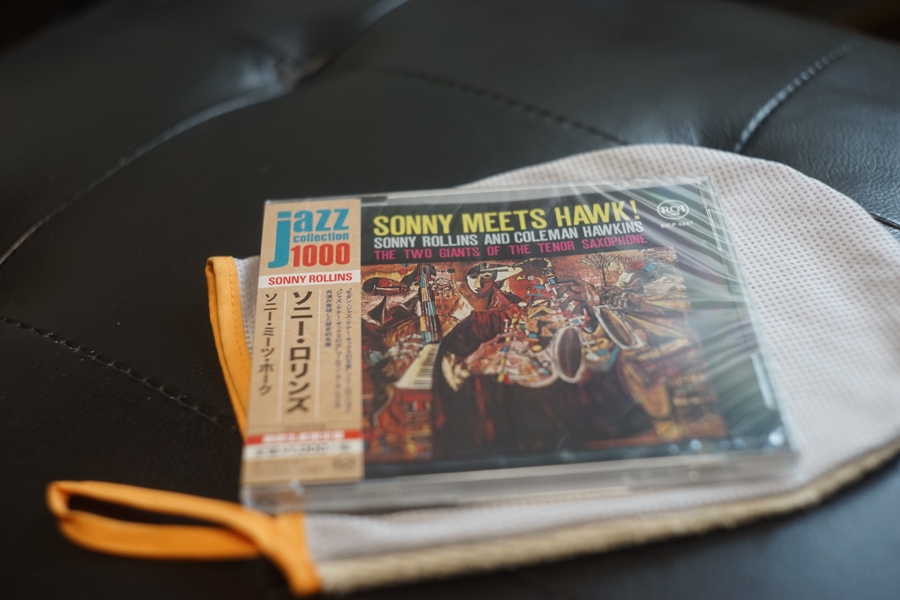 jazz
collection
1000
SONNY ROLLINS
ソニー・ロリンズ
ソニー・ミーツ・ホーク
SONNY MEETS HAWK!
SONNY ROLLINS AND COLEMAN HAWKINS
THE TWO GIANTS OF THE TENOR SAXOPHONE
RCA